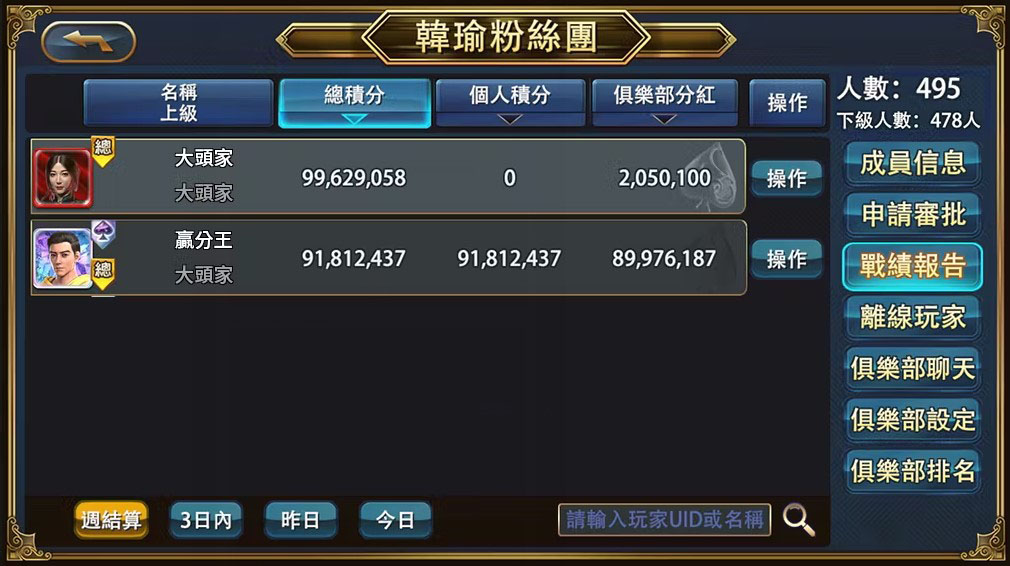 韓瑜粉絲團
人數：495
下級人數：478人
名稱
上級
總積分
個人積分
俱樂部分紅
操作
總
大頭家
大頭家
99,629,058
0
2,050,100
操作
總
贏分王
大頭家
91,812,437
91,812,437
89,976,187
操作
成員信息
申請審批
戰績報告
離線玩家
俱樂部聊天
俱樂部設定
俱樂部排名
週結算
3日內
昨日
今日
請輸入玩家UID或名稱